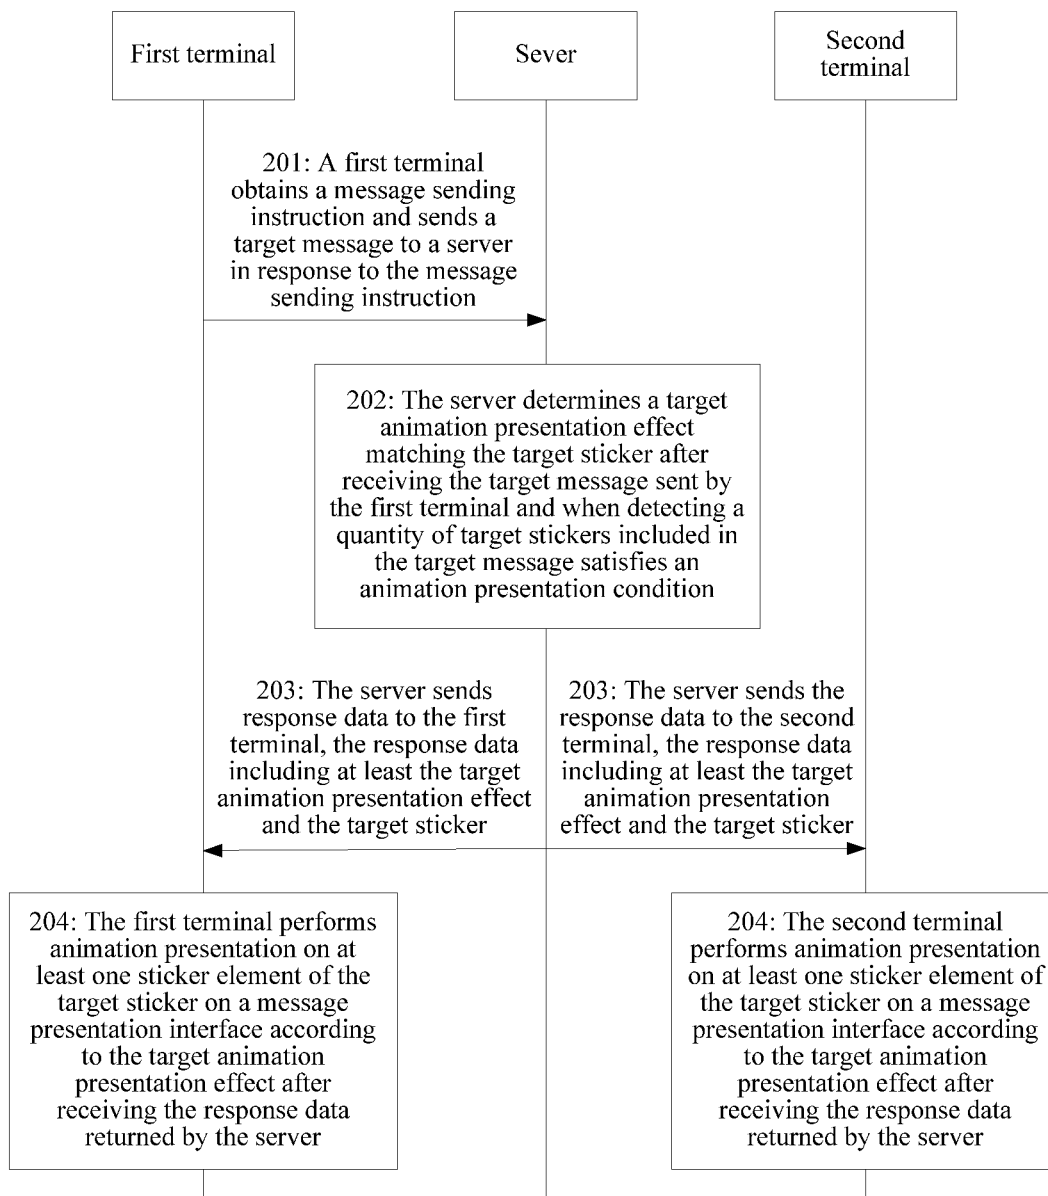 First terminal
Sever
Second
terminal
201: A first terminal
obtains a message sending
instruction and sends a
target message to a server
in response to the message
sending instruction
202: The server determines a target
animation presentation effect
matching the target sticker after
receiving the target message sent by
the first terminal and when detecting a
quantity of target stickers included in
the target message satisfies an
animation presentation condition
203: The server sends
response data to the first
terminal, the response data
including at least the target
animation presentation effect
and the target sticker
203: The server sends the
response data to the second
terminal, the response data
including at least the target
animation presentation
effect and the target sticker
204: The first terminal performs
animation presentation on at
least one sticker element of the
target sticker on a message
presentation interface according
to the target animation
presentation effect after
receiving the response data
returned by the server
204: The second terminal
performs animation presentation
on at least one sticker element of
the target sticker on a message
presentation interface according
to the target animation
presentation effect after
receiving the response data
returned by the server